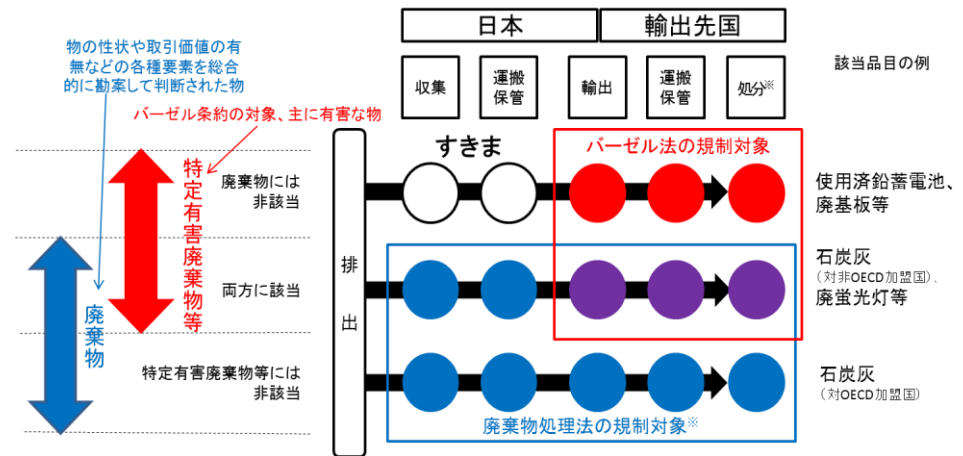 日本
輸出先国
物の性状や取引価値の有
無などの各種要素を総合
的に勘案して判断された物
収集
運搬
保管
輸出
運搬
保管
処分※
該当品目の例
バーゼル条約の対象、主に有害な物
すきま
バーゼル法の規制対象
特定有害廃棄物等
廃棄物には
非該当
使用済鉛蓄電池、
廃基板等
排出
両方に該当
石炭灰
(対非OECD加盟国)、
廃蛍光灯等
廃棄物
特定有害廃棄物等には
非該当
石炭灰
(対OECD加盟国)
廃棄物処理法の規制対象※